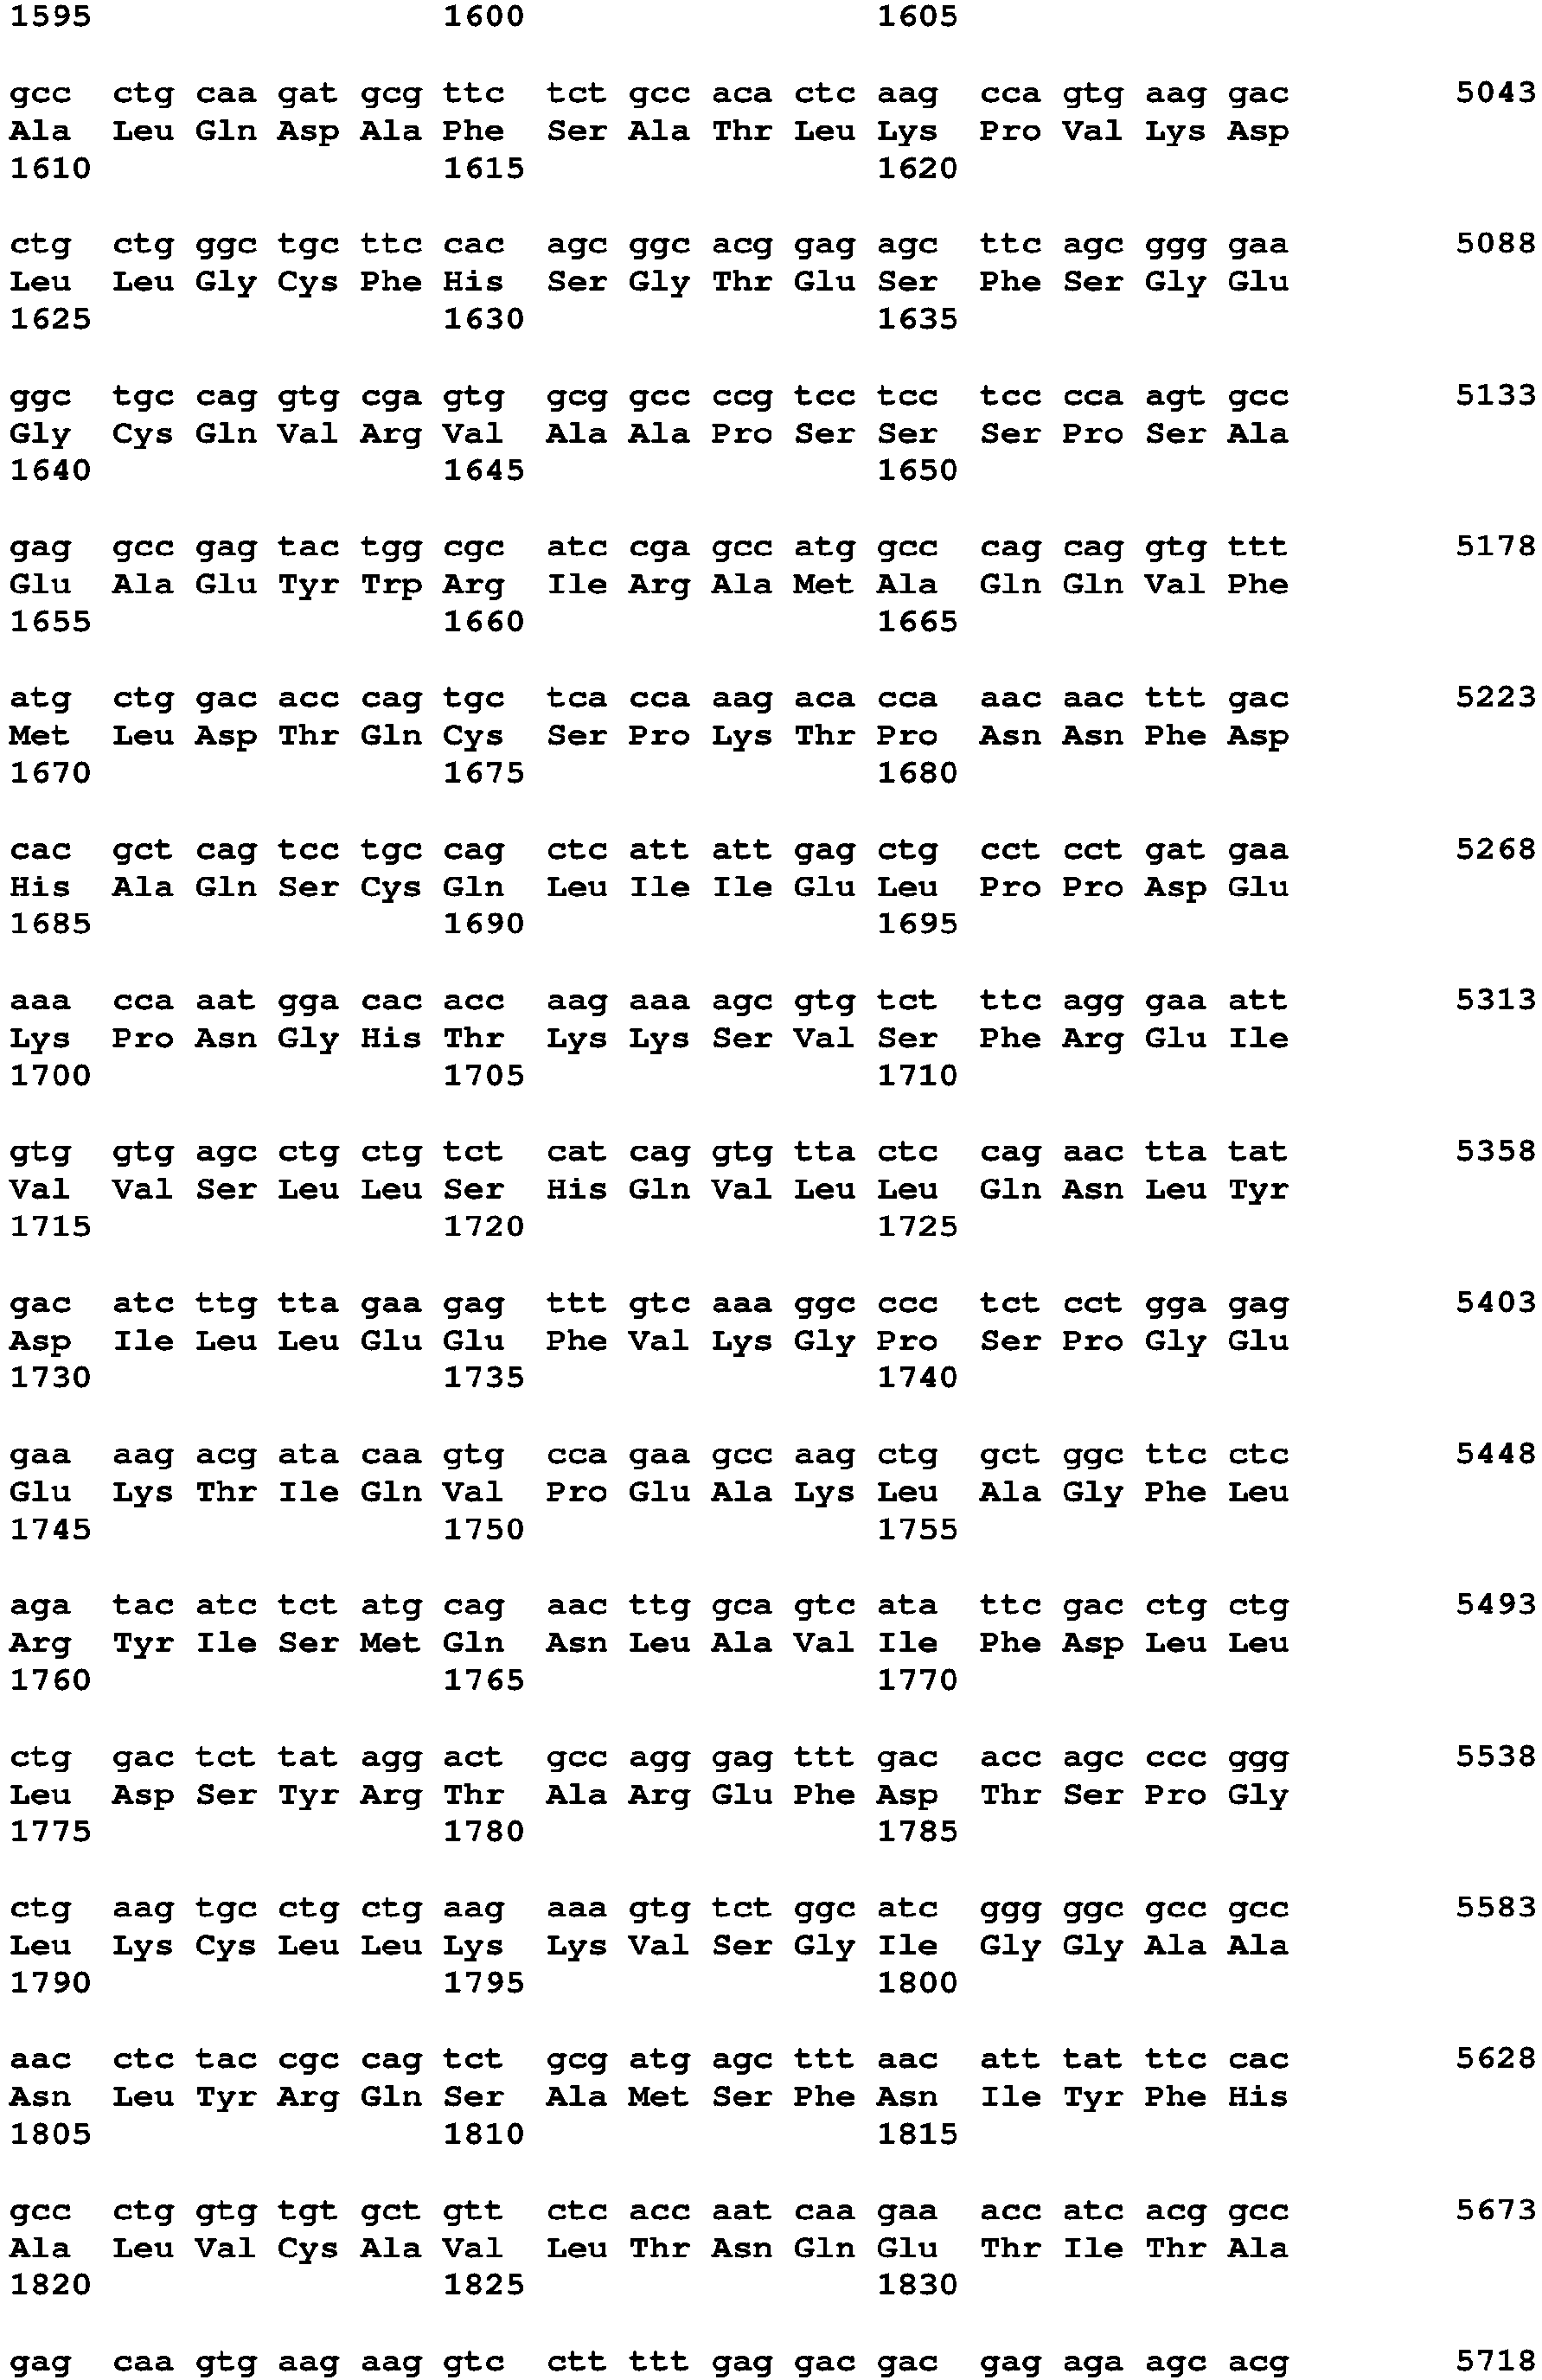 1595 1600 1605
gcc ctg caa gat gcg ttc tct gcc aca ctc aag cca gtg aag gac 5043
Ala Leu Gln Asp Ala Phe Ser Ala Thr Leu Lys Pro Val Lys Asp
1610 1615 1620
ctg ctg ggc tgc ttc cac agc ggc acg gag agc ttc agc ggg gaa 5088
Leu Leu Gly Cys Phe His Ser Gly Thr Glu Ser Phe Ser Gly Glu
1625 1630 1635
ggc tgc cag gtg cga gtg gcg gcc ccg tcc tcc tcc cca agt gcc 5133
Gly Cys Gln Val Arg Val Ala Ala Pro Ser Ser Ser Pro Ser Ala
1640 1645 1650
gag gcc gag tac tgg cgc atc cga gcc atg gcc cag cag gtg ttt 5178
Glu Ala Glu Tyr Trp Arg Ile Arg Ala Met Ala Gln Gln Val Phe
1655 1660 1665
atg ctg gac acc cag tgc tca cca aag aca cca aac aac ttt gac 5223
Met Leu Asp Thr Gln Cys Ser Pro Lys Thr Pro Asn Asn Phe Asp
1670 1675 1680
cac gct cag tcc tgc cag ctc att att gag ctg cct cct gat gaa 5268
His Ala Gln Ser Cys Gln Leu Ile Ile Glu Leu Pro Pro Asp Glu
1685 1690 1695
aaa cca aat gga cac acc aag aaa agc gtg tct ttc agg gaa att 5313
Lys Pro Asn Gly His Thr Lys Lys Ser Val Ser Phe Arg Glu Ile
1700 1705 1710
gtg gtg agc ctg ctg tct cat cag gtg tta ctc cag aac tta tat 5358
Val Val Ser Leu Leu Ser His Gln Val Leu Leu Gln Asn Leu Tyr
1715 1720 1725
gac atc ttg tta gaa gag ttt gtc aaa ggc ccc tct cct gga gag 5403
Asp Ile Leu Leu Glu Glu Phe Val Lys Gly Pro Ser Pro Gly Glu
1730 1735 1740
gaa aag acg ata caa gtg cca gaa gcc aag ctg gct ggc ttc ctc 5448
Glu Lys Thr Ile Gln Val Pro Glu Ala Lys Leu Ala Gly Phe Leu
1745 1750 1755
aga tac atc tct atg cag aac ttg gca gtc ata ttc gac ctg ctg 5493
Arg Tyr Ile Ser Met Gln Asn Leu Ala Val Ile Phe Asp Leu Leu
1760 1765 1770
ctg gac tct tat agg act gcc agg gag ttt gac acc agc ccc ggg 5538
Leu Asp Ser Tyr Arg Thr Ala Arg Glu Phe Asp Thr Ser Pro Gly
1775 1780 1785
ctg aag tgc ctg ctg aag aaa gtg tct ggc atc ggg ggc gcc gcc 5583
Leu Lys Cys Leu Leu Lys Lys Val Ser Gly Ile Gly Gly Ala Ala
1790 1795 1800
aac ctc tac cgc cag tct gcg atg agc ttt aac att tat ttc cac 5628
Asn Leu Tyr Arg Gln Ser Ala Met Ser Phe Asn Ile Tyr Phe His
1805 1810 1815
gcc ctg gtg tgt gct gtt ctc acc aat caa gaa acc atc acg gcc 5673
Ala Leu Val Cys Ala Val Leu Thr Asn Gln Glu Thr Ile Thr Ala
1820 1825 1830
gag caa gtg aag aag gtc ctt ttt gag gac gac gag aga agc acg 5718